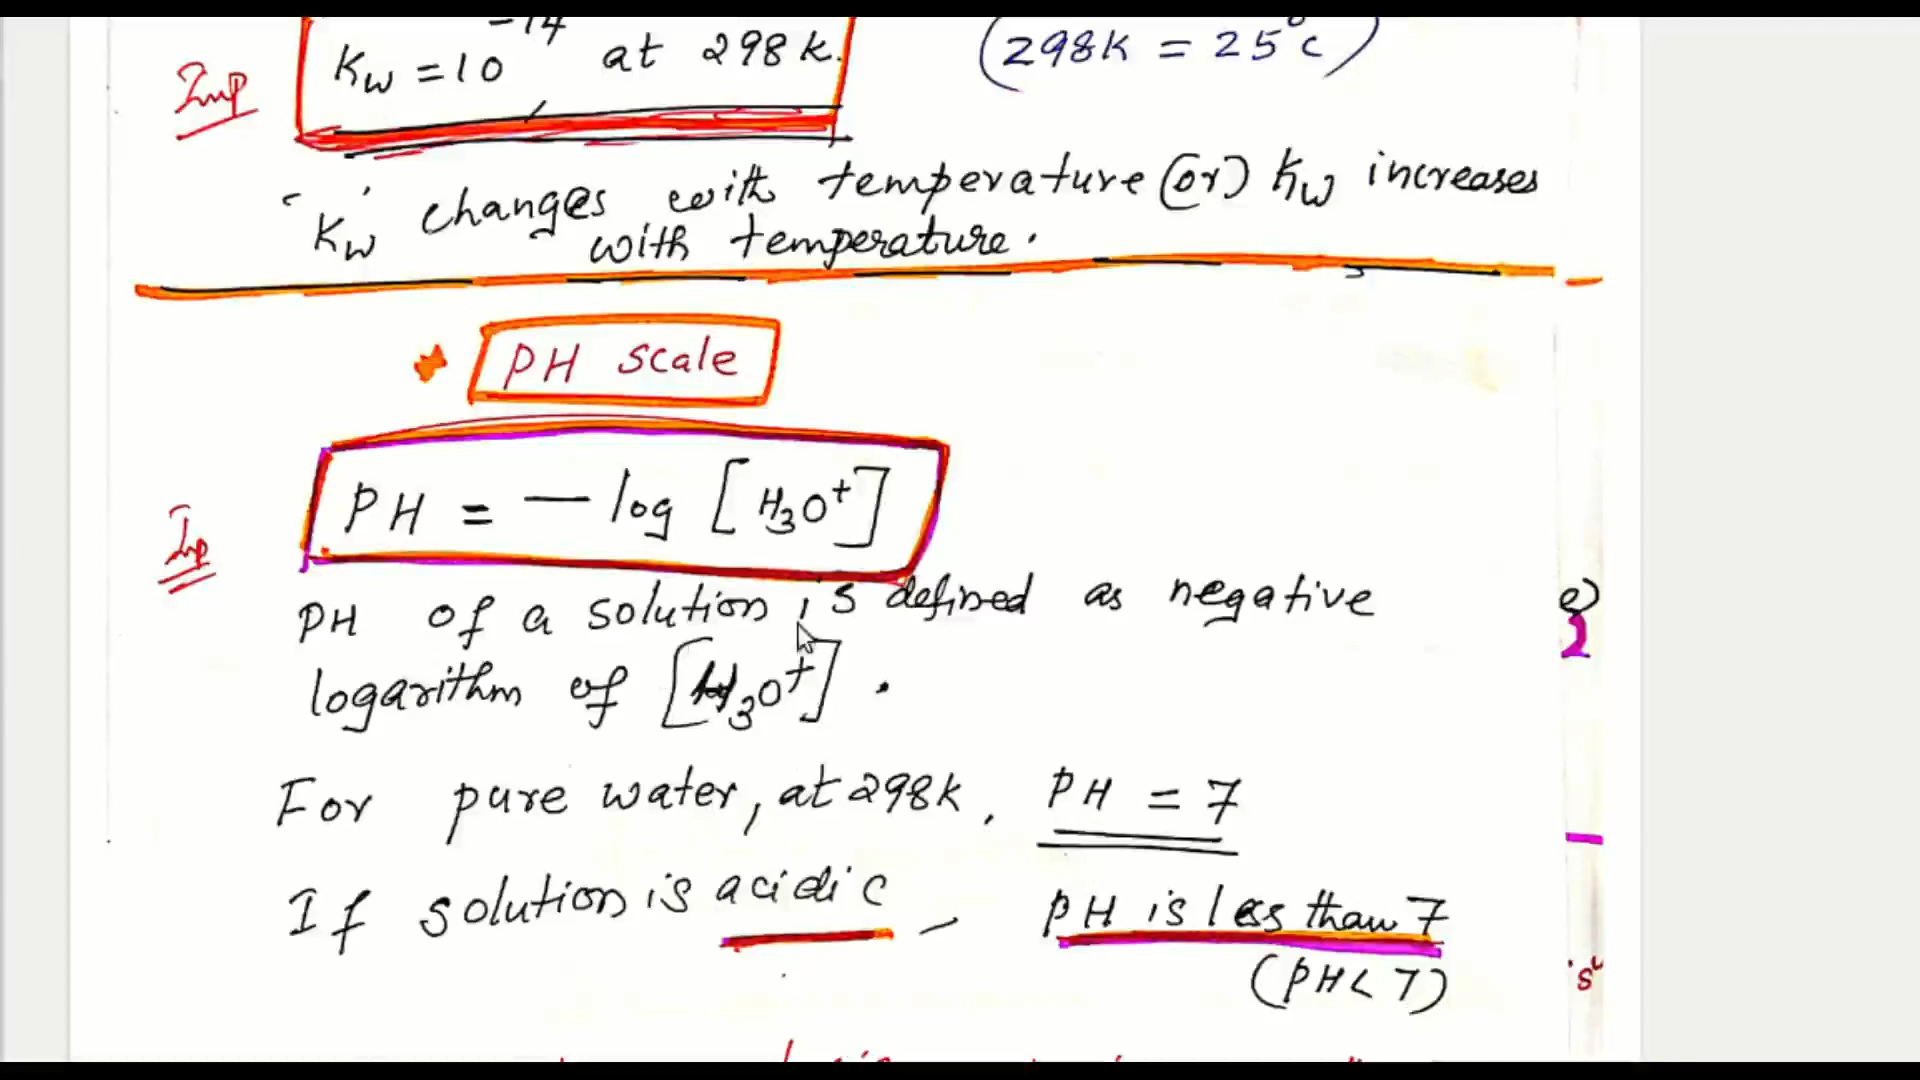 Imp
Kw = 10⁻¹⁴ at 298K.
(298K = 25°C)
'Kw' changes with temperature (or) Kw increases
with temperature.
PH scale
Imp
PH = - log [H₃O⁺]
PH of a solution is defined as negative
logarithm of [H₃O⁺].
For pure water, at 298K, PH = 7
If solution is acidic, PH is less than 7
(PH < 7)